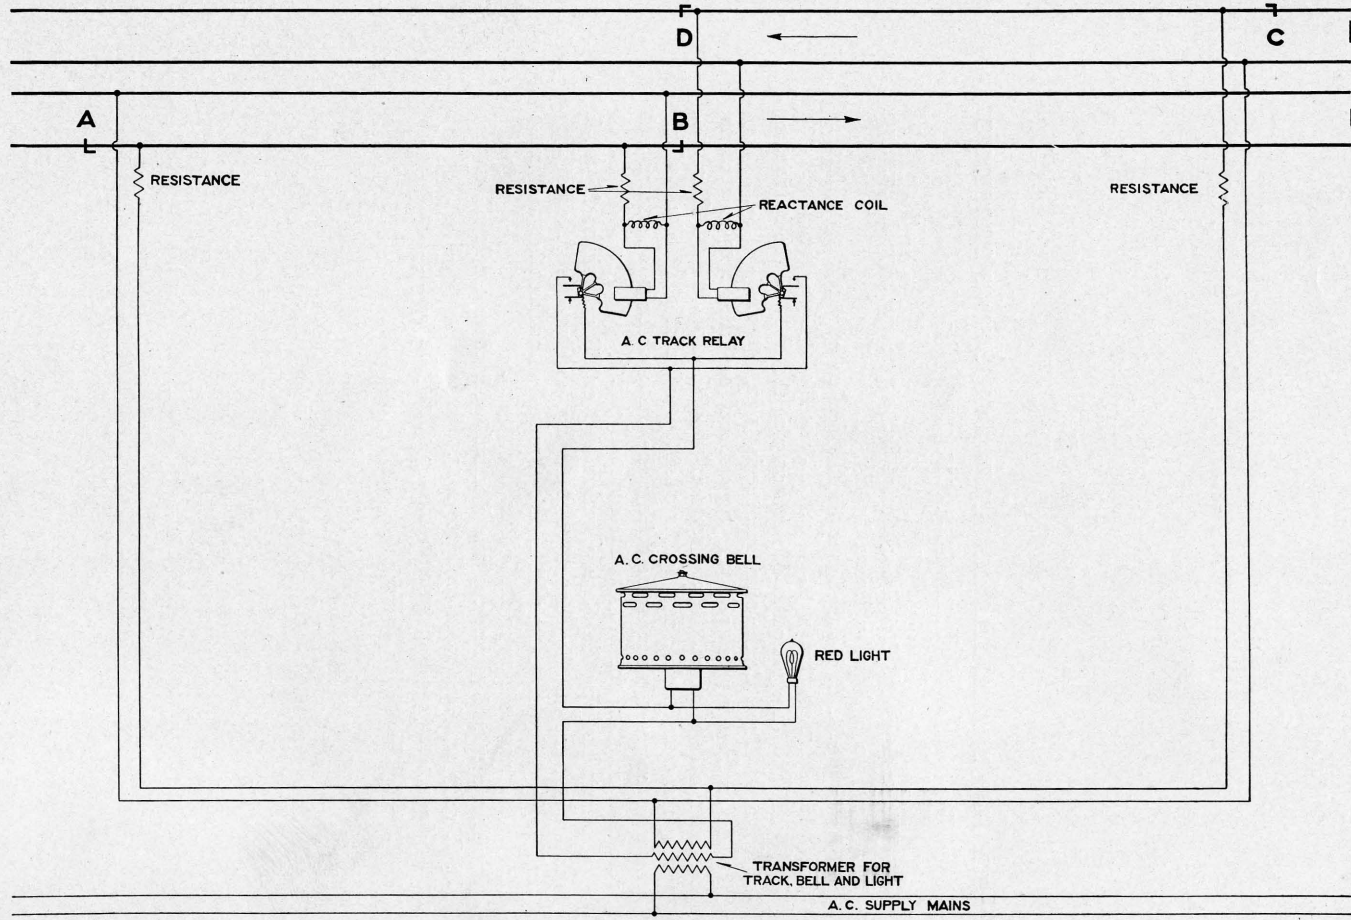 D
C
A
B
RESISTANCE
RESISTANCE
RESISTANCE
REACTANCE COIL
A.C TRACK RELAY
A.C. CROSSING BELL
RED LIGHT
TRANSFORMER FOR
TRACK, BELL AND LIGHT
A.C. SUPPLY MAINS